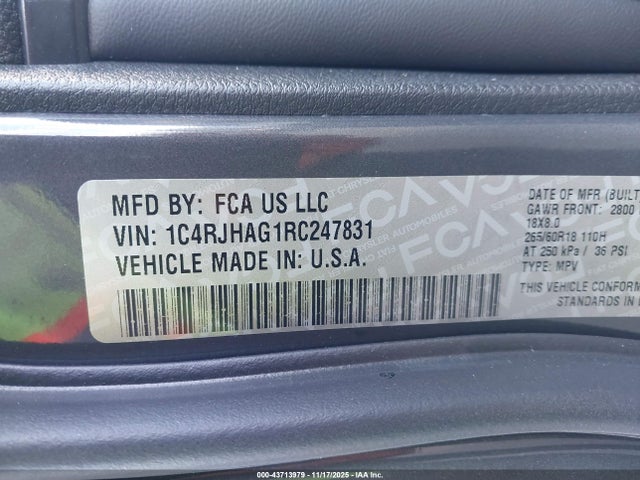 MFD BY: FCA US LLC
VIN: 1C4RJHAG1RC247831
VEHICLE MADE IN: U.S.A.
DATE OF MFR (BUILT
GAWR FRONT: 2800
18X8.0
265/60R18 110H
AT 250 kPa / 36 PSI
TYPE: MPV
THIS VEHICLE CONFORM
STANDARDS IN
000-43713979 - 11/17/2025 - IAAI.COM